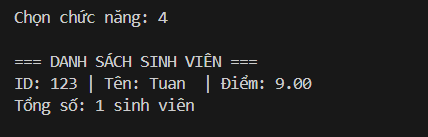 Chọn chức năng: 4
=== DANH SÁCH SINH VIÊN ===
ID: 123 | Tên: Tuan  | Điểm: 9.00
Tổng số: 1 sinh viên